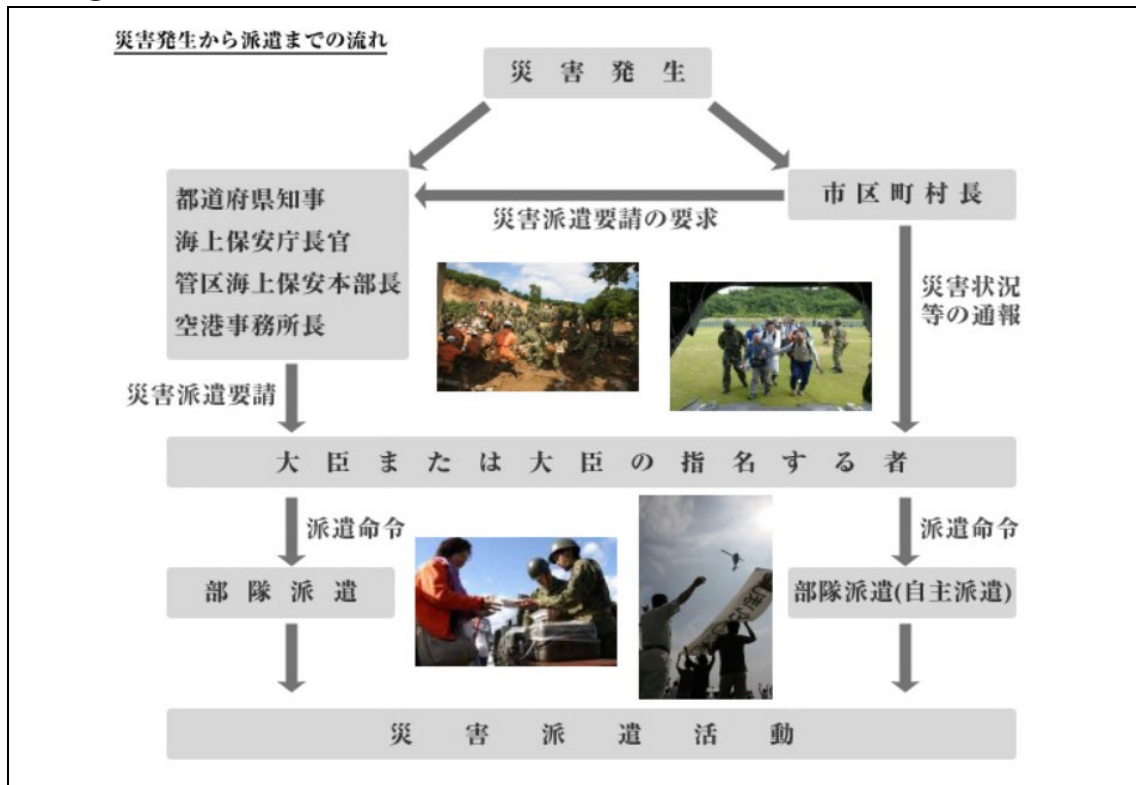 災害発生から派遣までの流れ
災害発生
都道府県知事
海上保安庁長官
管区海上保安本部長
空港事務所長
市区町村長
災害派遣要請の要求
災害状況
等の通報
災害派遣要請
大臣または大臣の指名する者
派遣命令
派遣命令
部隊派遣
部隊派遣(自主派遣)
災害派遣活動